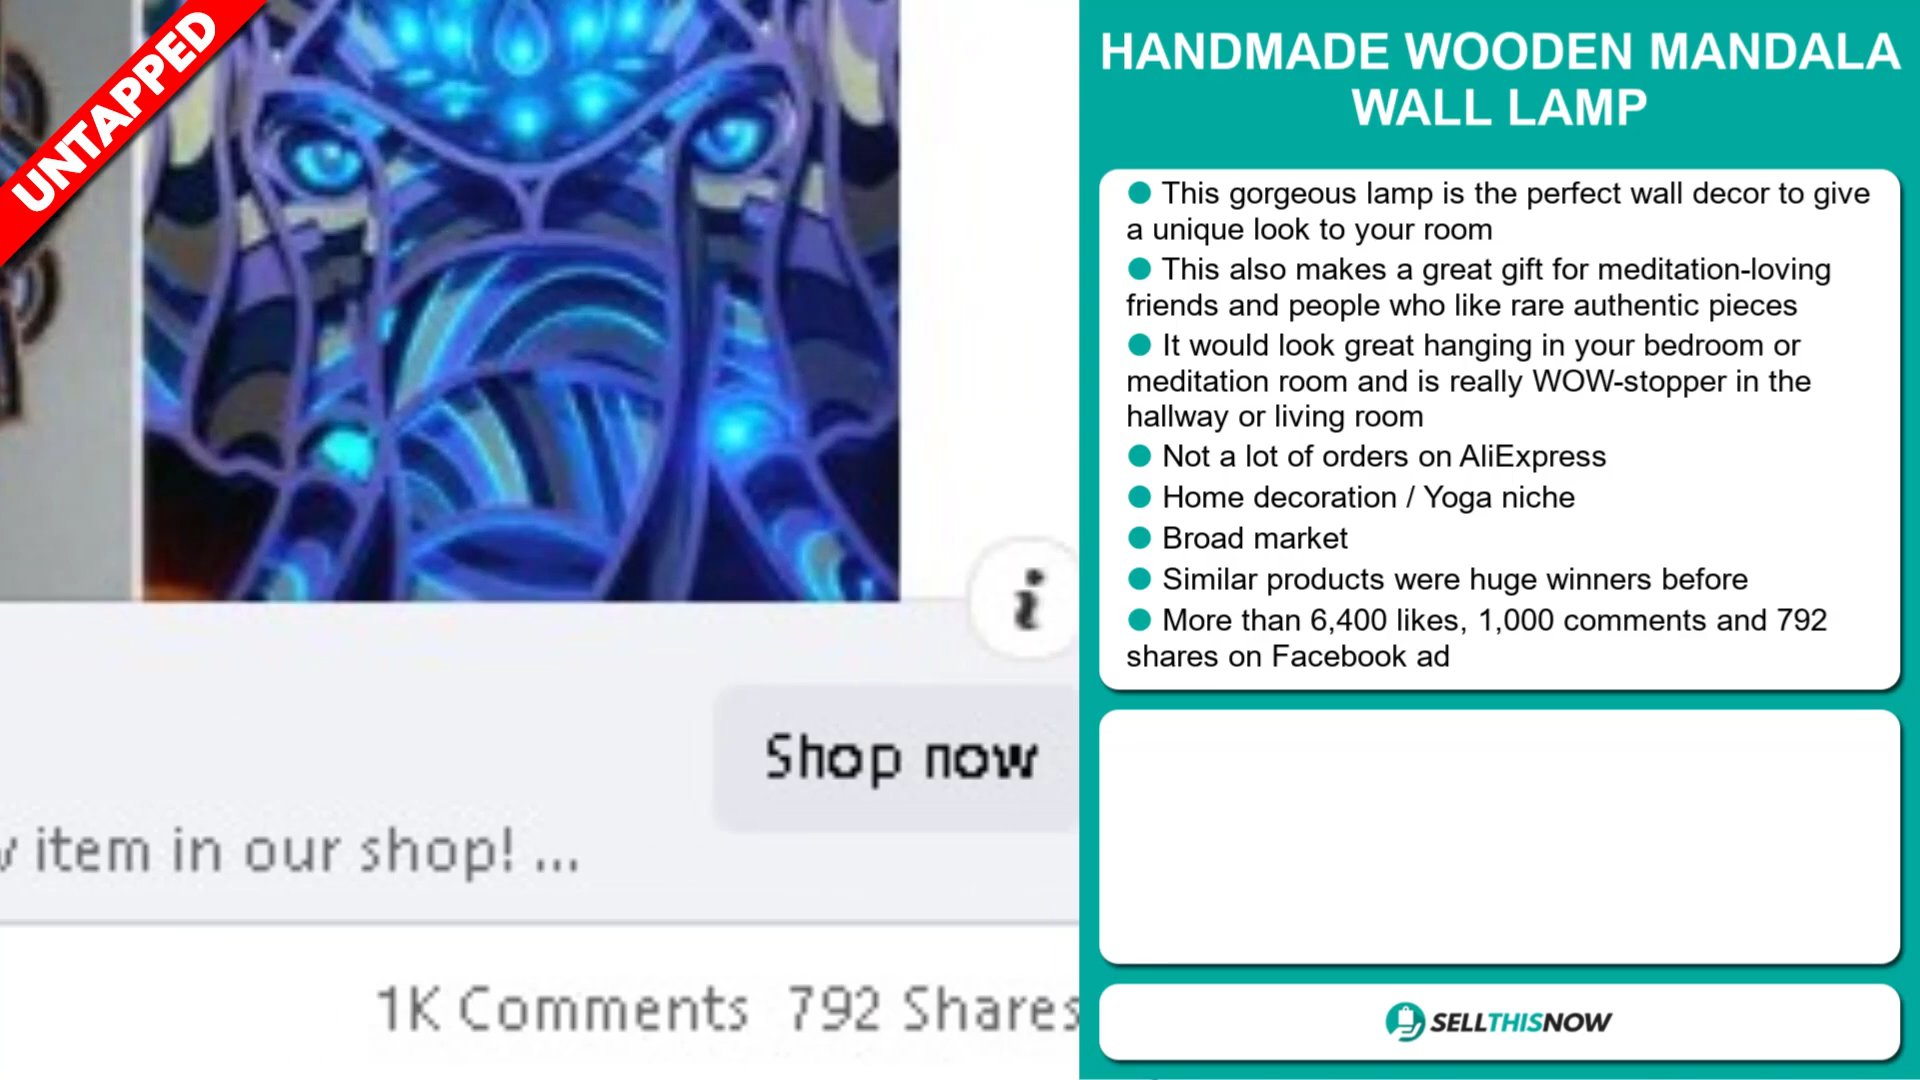 UNTAPPED
HANDMADE WOODEN MANDALA
WALL LAMP
● This gorgeous lamp is the perfect wall decor to give
a unique look to your room
● This also makes a great gift for meditation-loving
friends and people who like rare authentic pieces
● It would look great hanging in your bedroom or
meditation room and is really WOW-stopper in the
hallway or living room
● Not a lot of orders on AliExpress
● Home decoration / Yoga niche
● Broad market
● Similar products were huge winners before
● More than 6,400 likes, 1,000 comments and 792
shares on Facebook ad
i
Shop now
item in our shop! ...
1K Comments 792 Shares
SELLTHISNOW